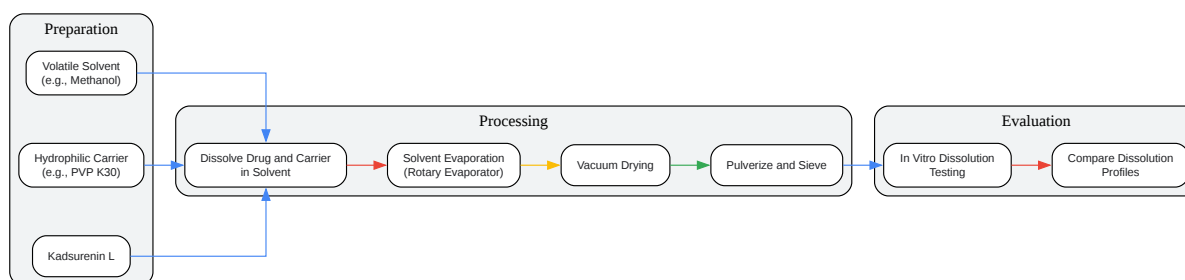 Preparation
Volatile Solvent
(e.g., Methanol)
Hydrophilic Carrier
(e.g., PVP K30)
Kadsurenin L
Processing
Dissolve Drug and Carrier
in Solvent
Solvent Evaporation
(Rotary Evaporator)
Vacuum Drying
Pulverize and Sieve
Evaluation
In Vitro Dissolution
Testing
Compare Dissolution
Profiles